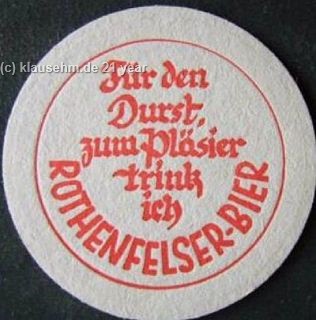 (c) klausehm.de 21 year
Für den
Durst,
zum Pläsier
trink
ich
ROTHENFELSER-BIER